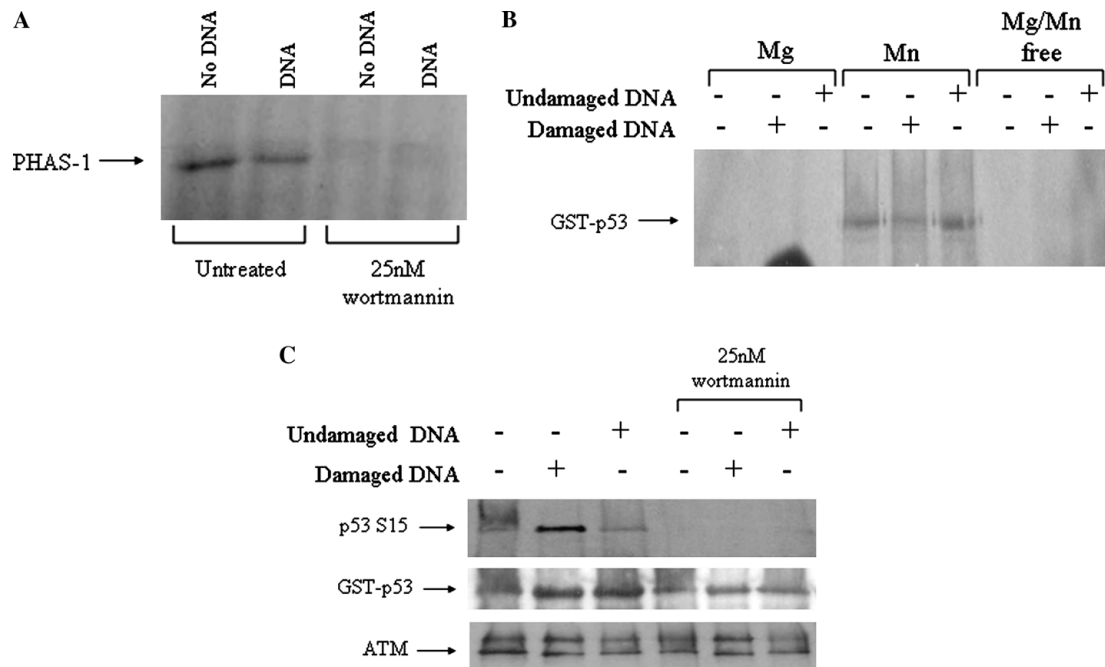 A
No DNA
DNA
No DNA
DNA
PHAS-1
Untreated
25nM
wortmannin
B
Mg
Mn
Mg/Mn
free
Undamaged DNA - - + - - + - - +
Damaged DNA - + - - + - - + -
GST-p53
C
25nM
wortmannin
Undamaged DNA - - + - - +
Damaged DNA - + - - + -
p53 S15
GST-p53
ATM